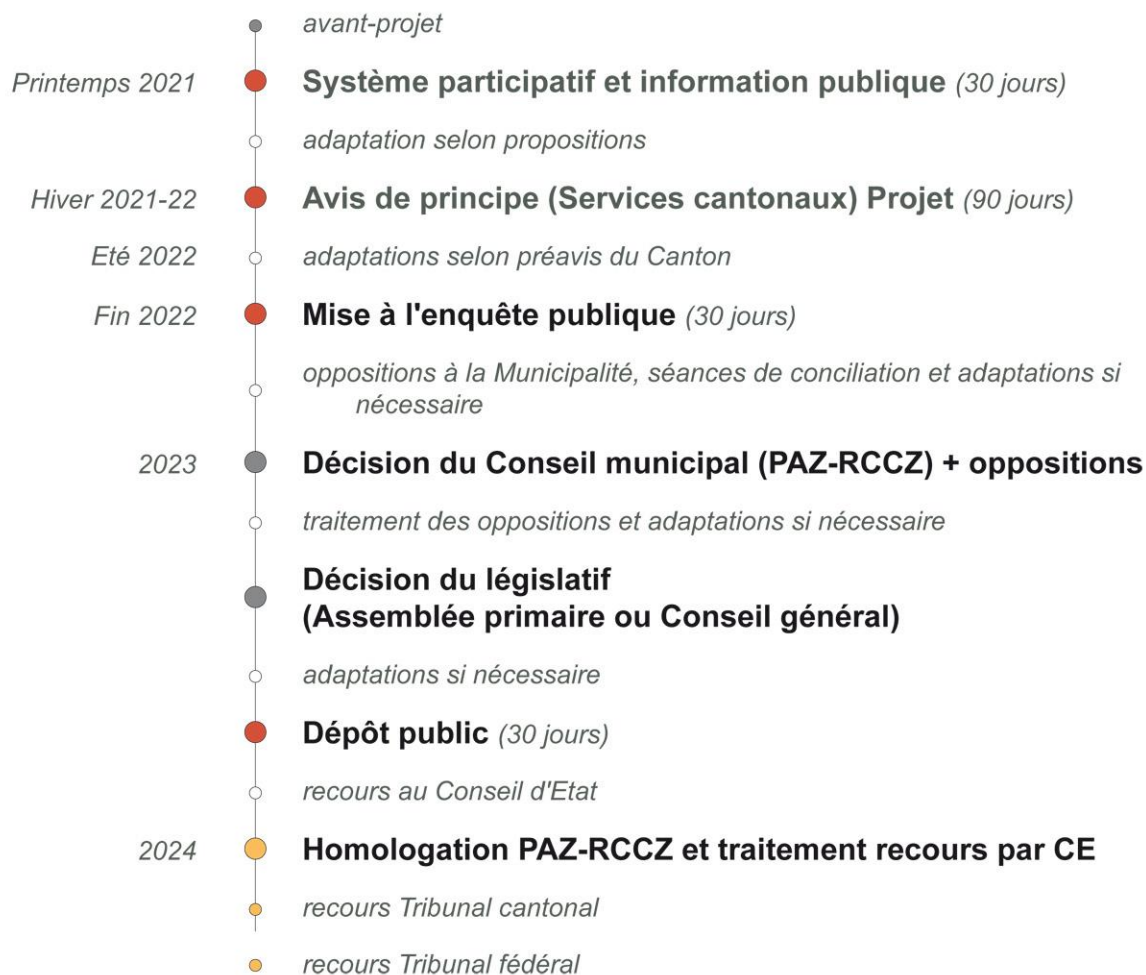 avant-projet
Printemps 2021 Système participatif et information publique (30 jours)
adaptation selon propositions
Hiver 2021-22 Avis de principe (Services cantonaux) Projet (90 jours)
Eté 2022 adaptations selon préavis du Canton
Fin 2022 Mise à l'enquête publique (30 jours)
oppositions à la Municipalité, séances de conciliation et adaptations si
nécessaire
2023 Décision du Conseil municipal (PAZ-RCCZ) + oppositions
traitement des oppositions et adaptations si nécessaire
Décision du législatif
(Assemblée primaire ou Conseil général)
adaptations si nécessaire
Dépôt public (30 jours)
recours au Conseil d'Etat
2024 Homologation PAZ-RCCZ et traitement recours par CE
recours Tribunal cantonal
recours Tribunal fédéral